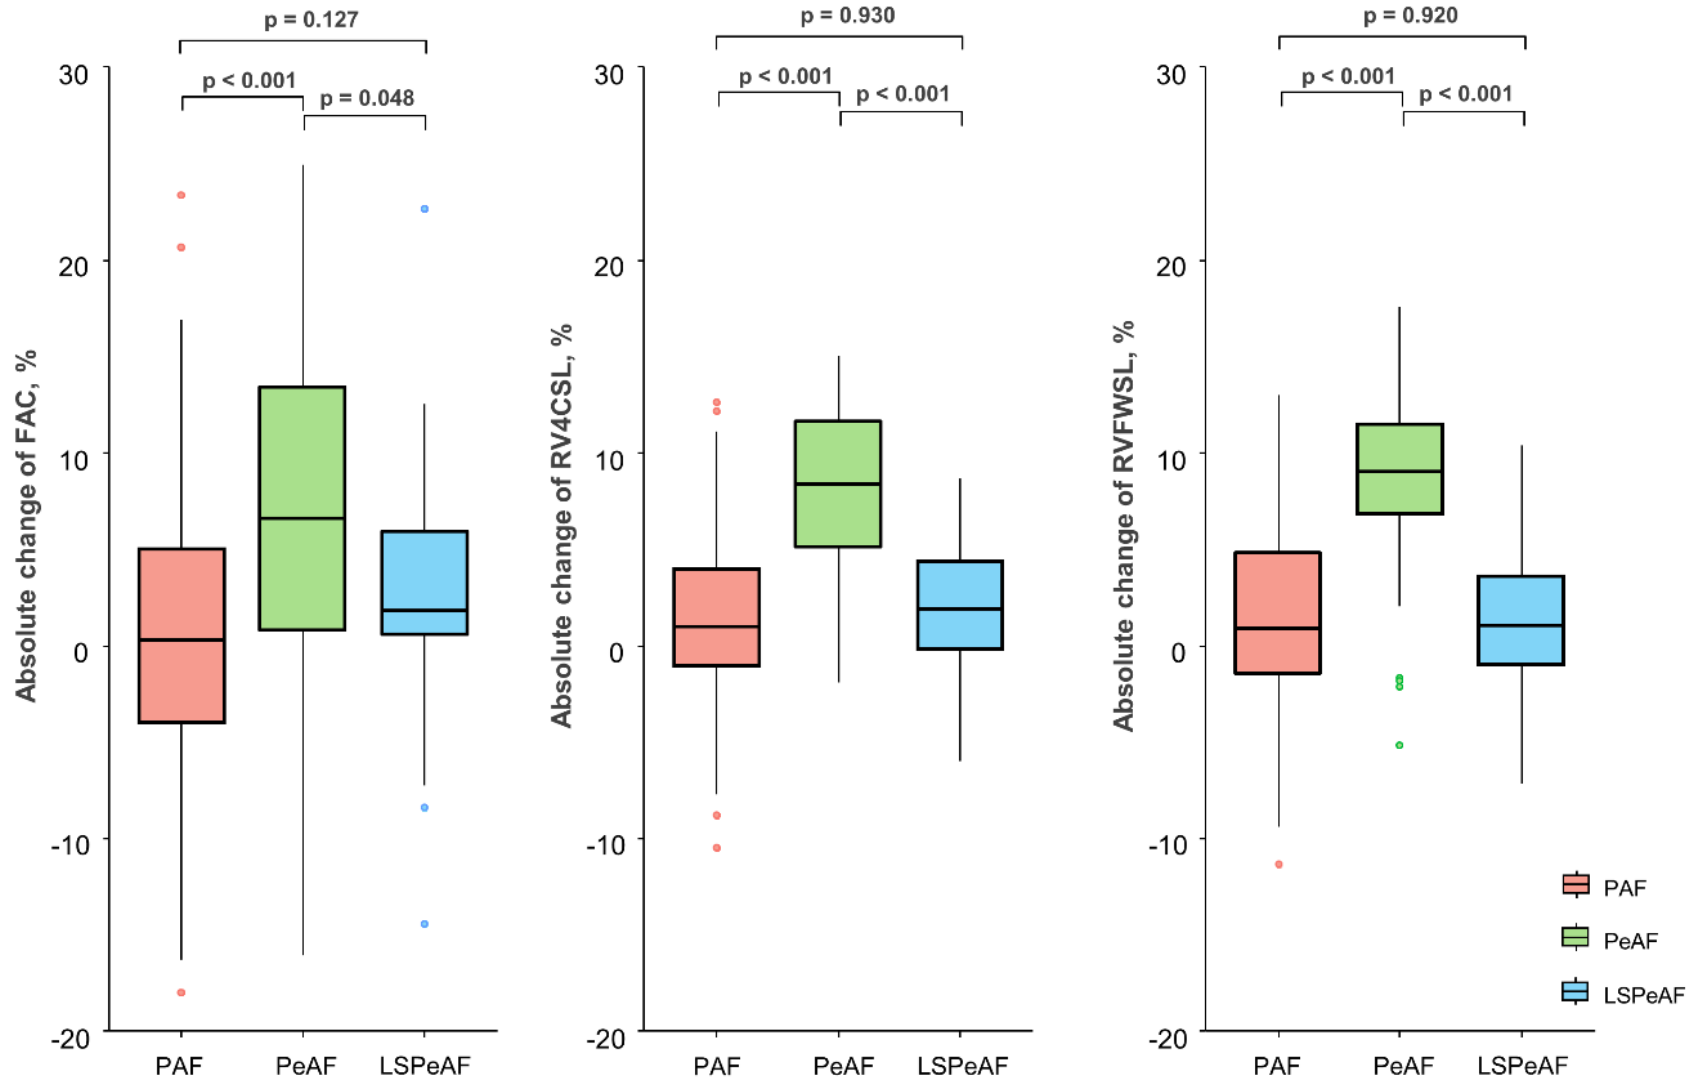 p = 0.127
p < 0.001
p = 0.048
30
20
10
0
-10
-20
Absolute change of FAC, %
PAF
PeAF
LSPeAF
p = 0.930
p < 0.001
p < 0.001
30
20
10
0
-10
-20
Absolute change of RV4CSL, %
PAF
PeAF
LSPeAF
p = 0.920
p < 0.001
p < 0.001
30
20
10
0
-10
-20
Absolute change of RVFWSL, %
PAF
PeAF
LSPeAF
PAF
PeAF
LSPeAF